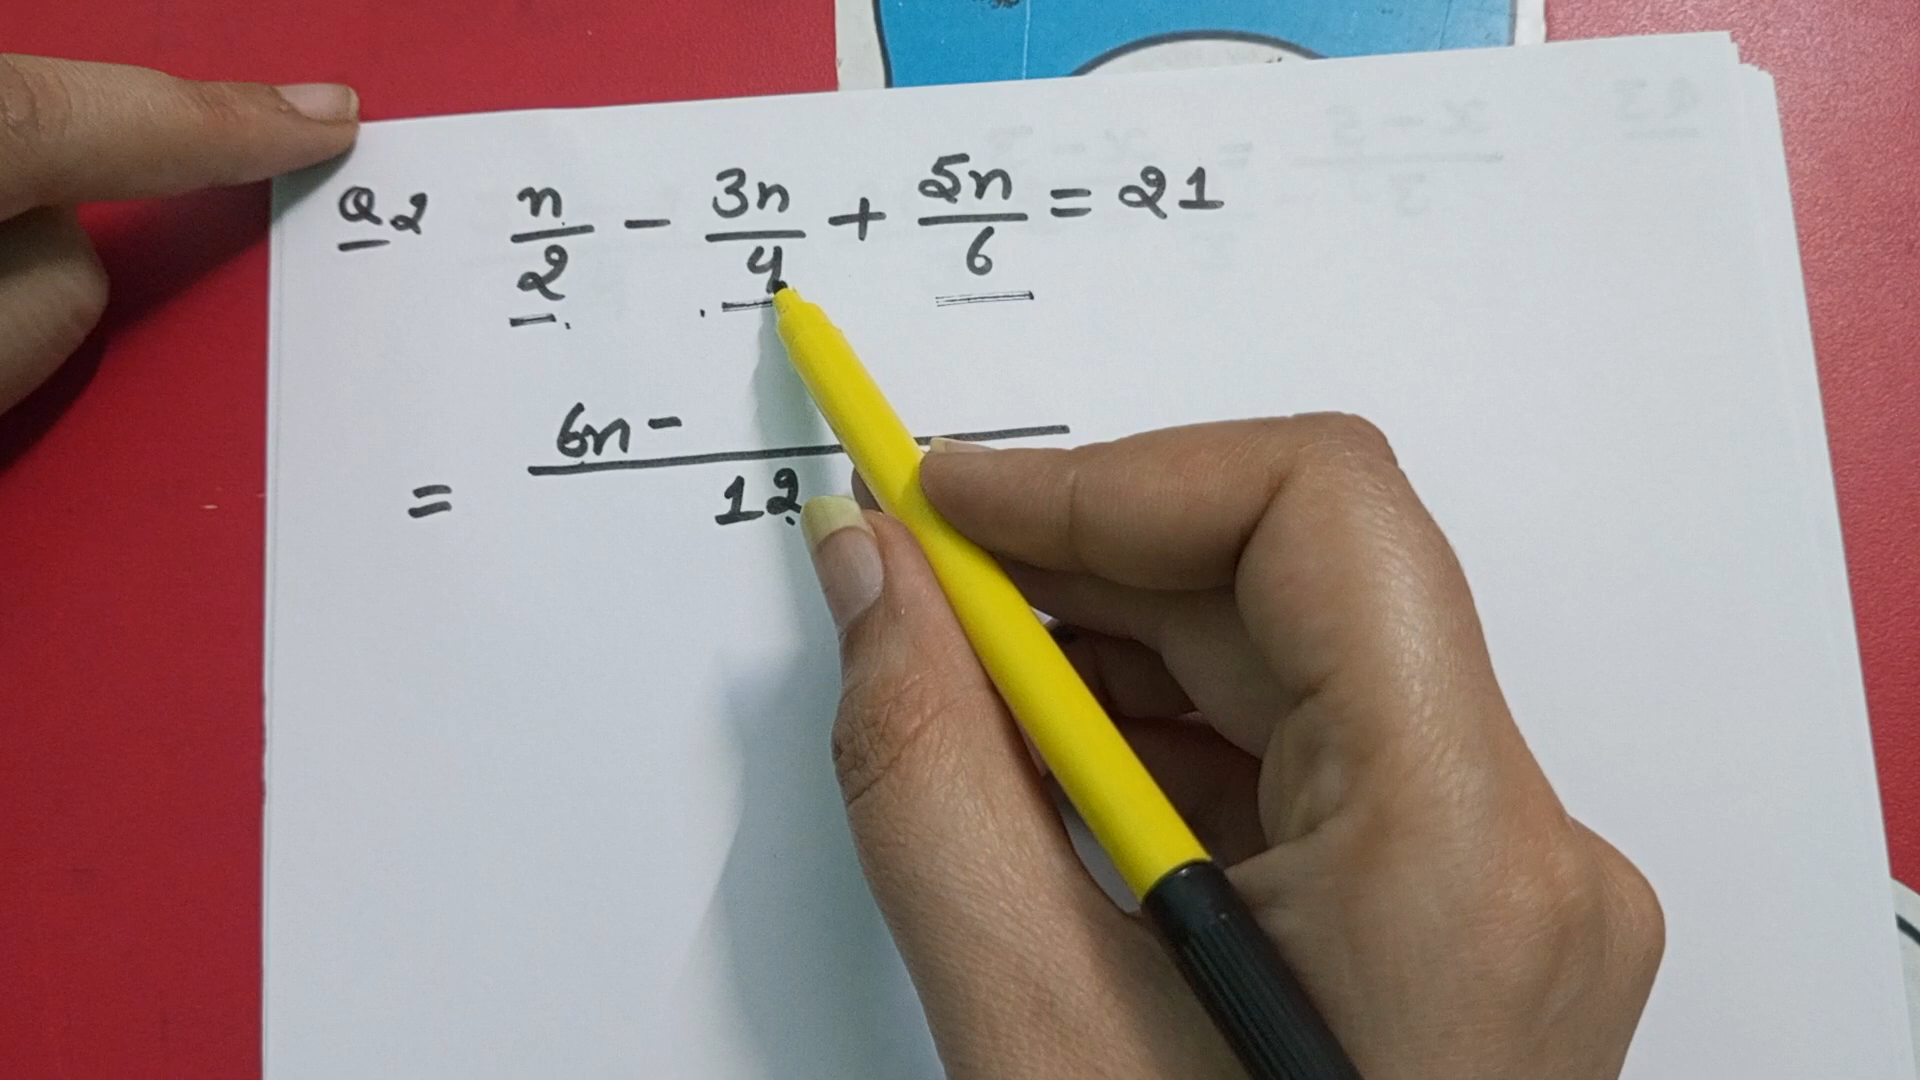 Q2 n/2 - 3n/4 + 5n/6 = 21
= 6n - / 12